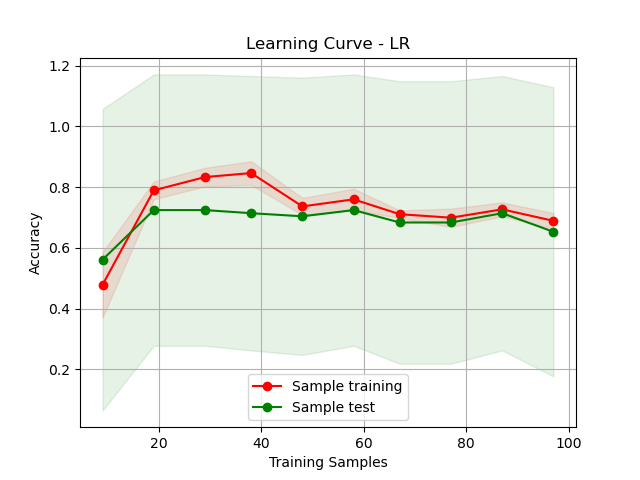 Learning Curve - LR
1.2
1.0
0.8
0.6
0.4
0.2
Accuracy
Sample training
Sample test
20 40 60 80 100
Training Samples